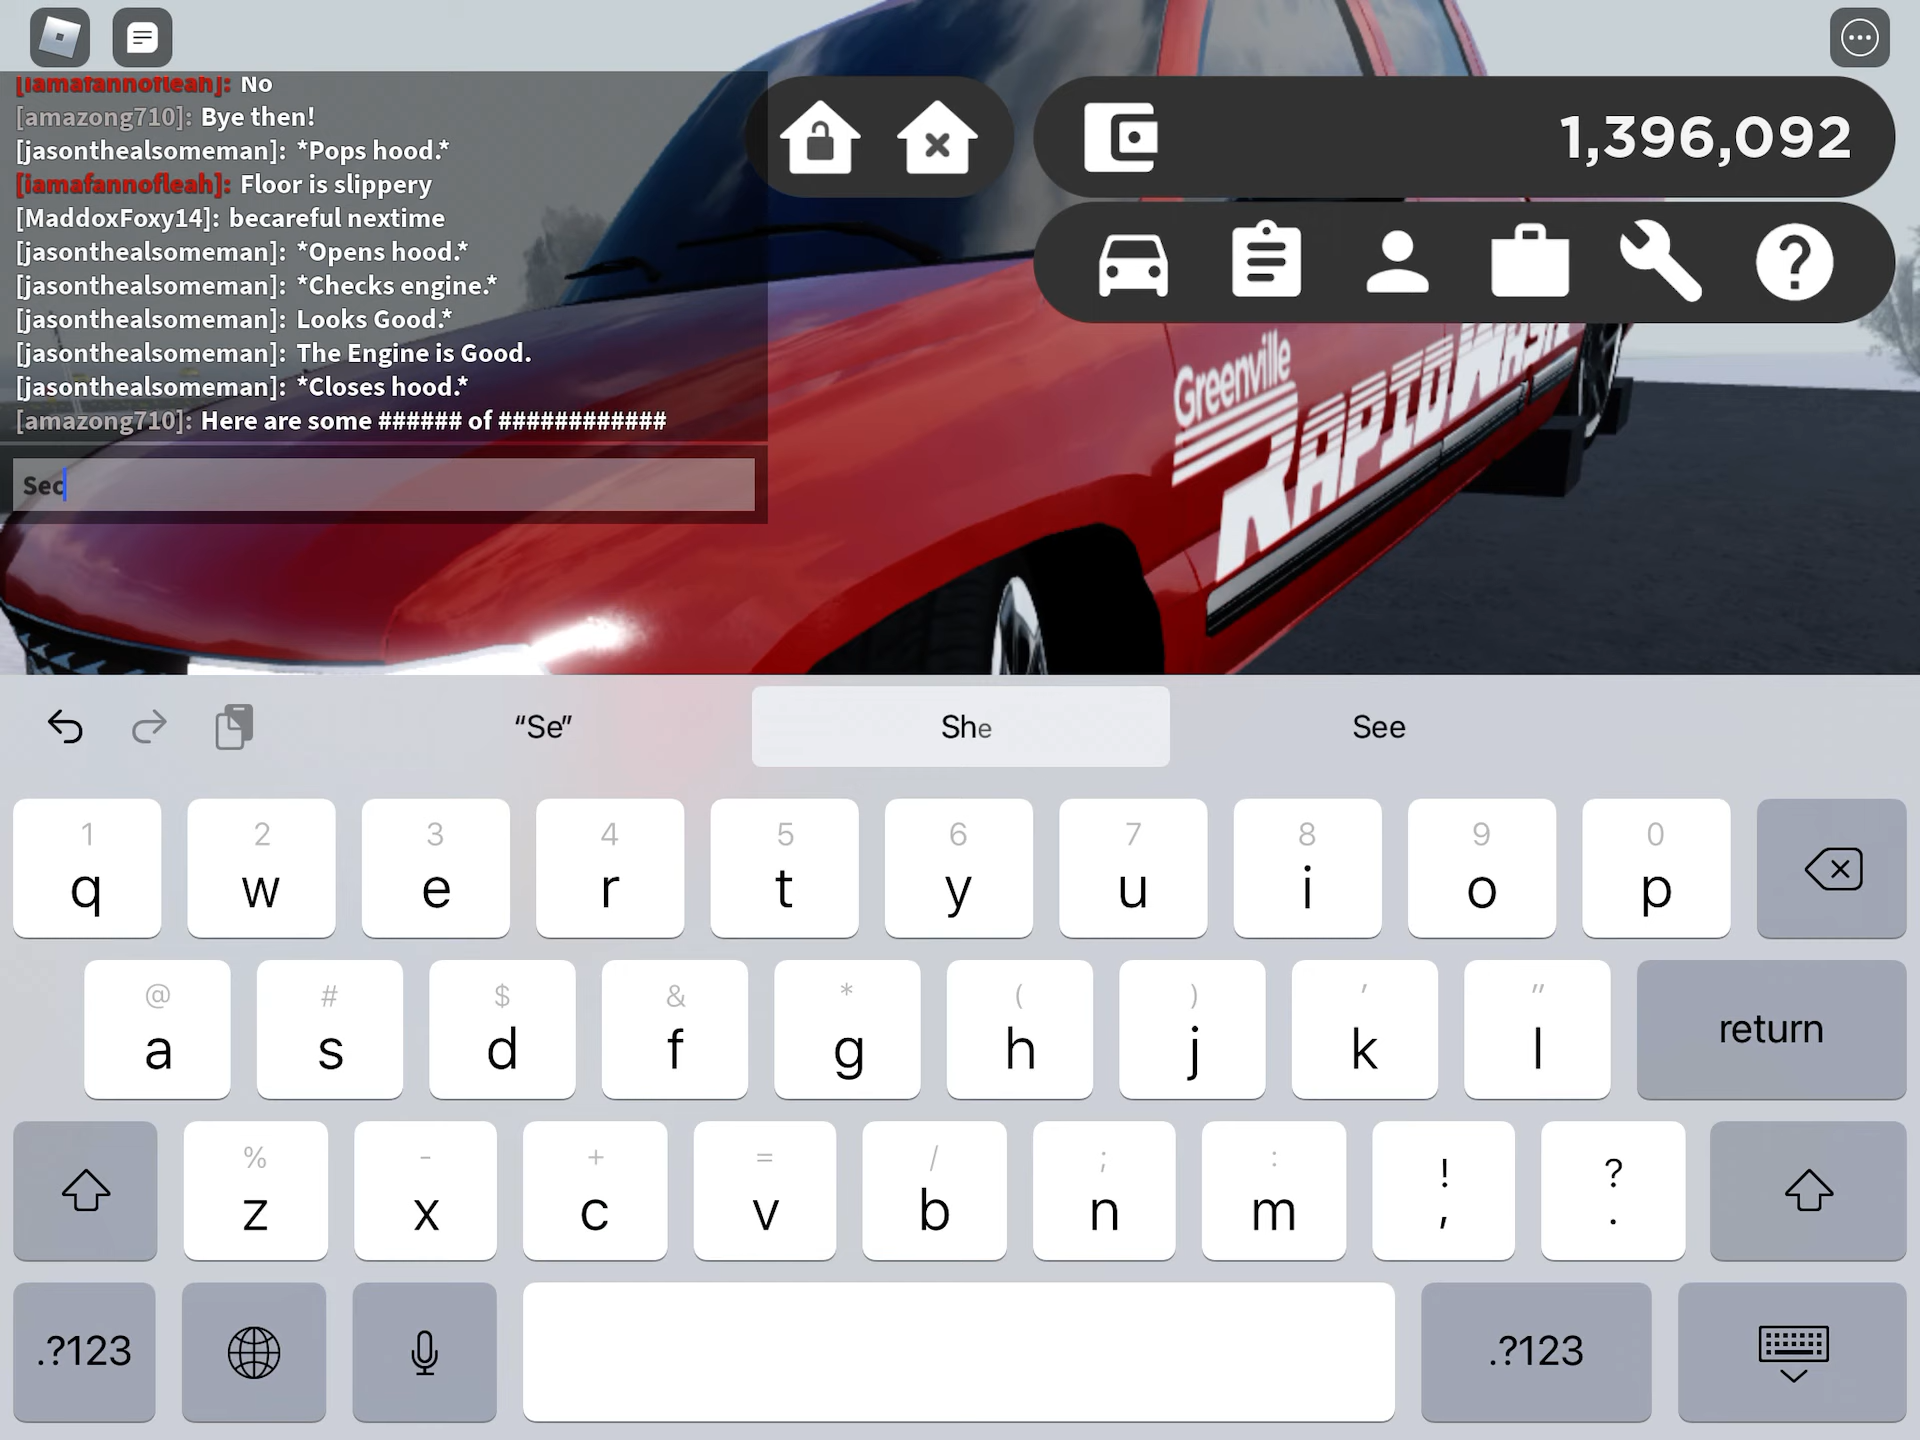 [iamafannofleah]: No
[amazong710]: Bye then!
[jasonthealsomeman]: *Pops hood.*
[iamafannofleah]: Floor is slippery
[MaddoxFoxy14]: becareful nextime
[jasonthealsomeman]: *Opens hood.*
[jasonthealsomeman]: *Checks engine.*
[jasonthealsomeman]: Looks Good.*
[jasonthealsomeman]: The Engine is Good.
[jasonthealsomeman]: *Closes hood.*
[amazong710]: Here are some ###### of ############
Sec
1,396,092
Greenville
RAPID WASH
“Se” She See
1 2 3 4 5 6 7 8 9 0
q w e r t y u i o p
@ # $ & * ( ) ' "
a s d f g h j k l return
% - + = / ; : ! ?
z x c v b n m , .
.?123 .?123